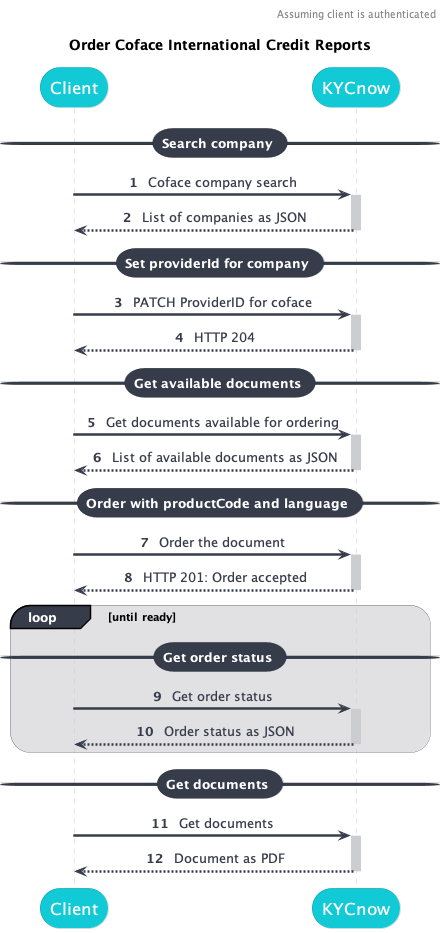 Assuming client is authenticated
Order Coface International Credit Reports
Client KYCnow
Search company
1 Coface company search
2 List of companies as JSON
Set providerId for company
3 PATCH ProviderID for coface
4 HTTP 204
Get available documents
5 Get documents available for ordering
6 List of available documents as JSON
Order with productCode and language
7 Order the document
8 HTTP 201: Order accepted
loop [until ready]
Get order status
9 Get order status
10 Order status as JSON
Get documents
11 Get documents
12 Document as PDF
Client KYCnow